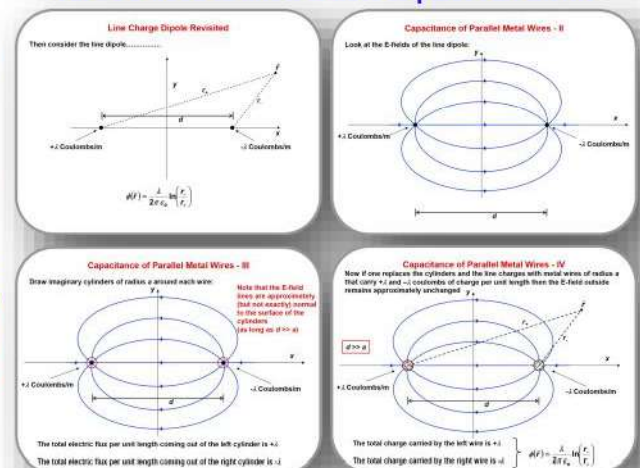 Line Charge Dipole Revisited
Then consider the line dipole................
y
r₊
r⃗
r₋
d
x
+λ Coulombs/m
-λ Coulombs/m
ϕ(r⃗) = λ / 2π ε₀ ln(r₋ / r₊)
Capacitance of Parallel Metal Wires - II
Look at the E-fields of the line dipole:
y
x
+λ Coulombs/m
-λ Coulombs/m
d
Capacitance of Parallel Metal Wires - III
Draw imaginary cylinders of radius a around each wire:
y
Note that the E-field
lines are approximately
(but not exactly) normal
to the surface of the
cylinders
(as long as d >> a)
x
+λ Coulombs/m
-λ Coulombs/m
d
The total electric flux per unit length coming out of the left cylinder is +λ
The total electric flux per unit length coming out of the right cylinder is -λ
Capacitance of Parallel Metal Wires - IV
Now if one replaces the cylinders and the line charges with metal wires of radius a
that carry +λ and -λ coulombs of charge per unit length then the E-field outside
remains approximately unchanged
y
r⃗
r₊
r₋
d >> a
x
+λ Coulombs/m
-λ Coulombs/m
d
The total charge carried by the left wire is +λ
The total charge carried by the right wire is -λ
ϕ(r⃗) = λ / 2π ε₀ ln(r₋ / r₊)